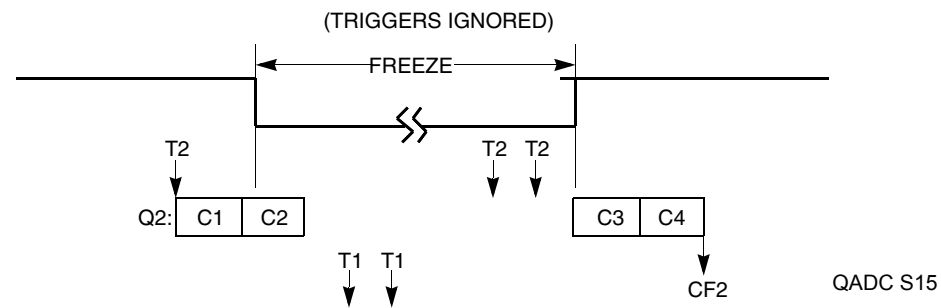 (TRIGGERS IGNORED)
FREEZE
T2
T2 T2
Q2: C1 C2 C3 C4
T1 T1
CF2
QADC S15